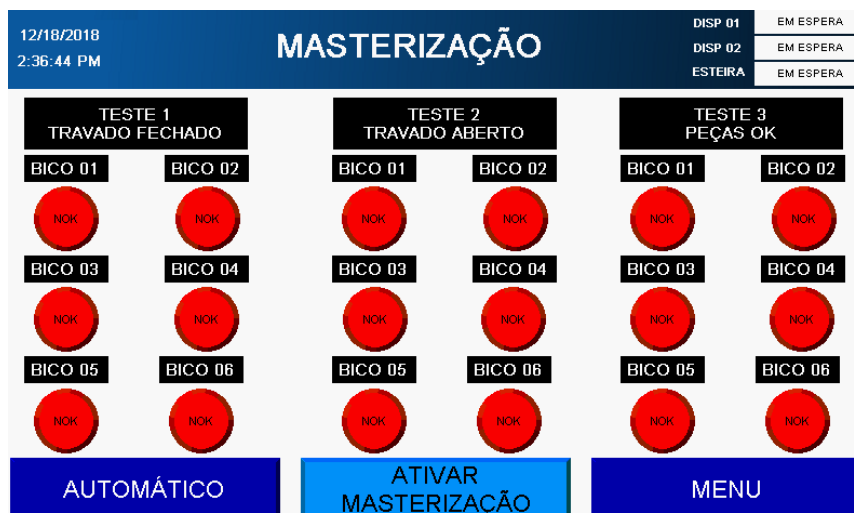 12/18/2018
2:36:44 PM
MASTERIZAÇÃO
DISP 01 EM ESPERA
DISP 02 EM ESPERA
ESTEIRA EM ESPERA
TESTE 1
TRAVADO FECHADO
TESTE 2
TRAVADO ABERTO
TESTE 3
PEÇAS OK
BICO 01 BICO 02 BICO 01 BICO 02 BICO 01 BICO 02
NOK NOK NOK NOK NOK NOK
BICO 03 BICO 04 BICO 03 BICO 04 BICO 03 BICO 04
NOK NOK NOK NOK NOK NOK
BICO 05 BICO 06 BICO 05 BICO 06 BICO 05 BICO 06
NOK NOK NOK NOK NOK NOK
AUTOMÁTICO
ATIVAR
MASTERIZAÇÃO
MENU